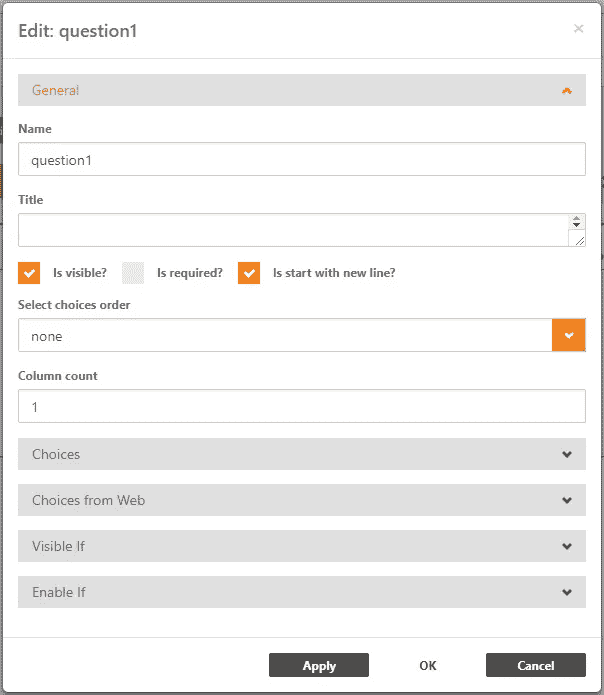 Edit: question1
General
Name
question1
Title
Is visible? Is required? Is start with new line?
Select choices order
none
Column count
1
Choices
Choices from Web
Visible If
Enable If
Apply OK Cancel